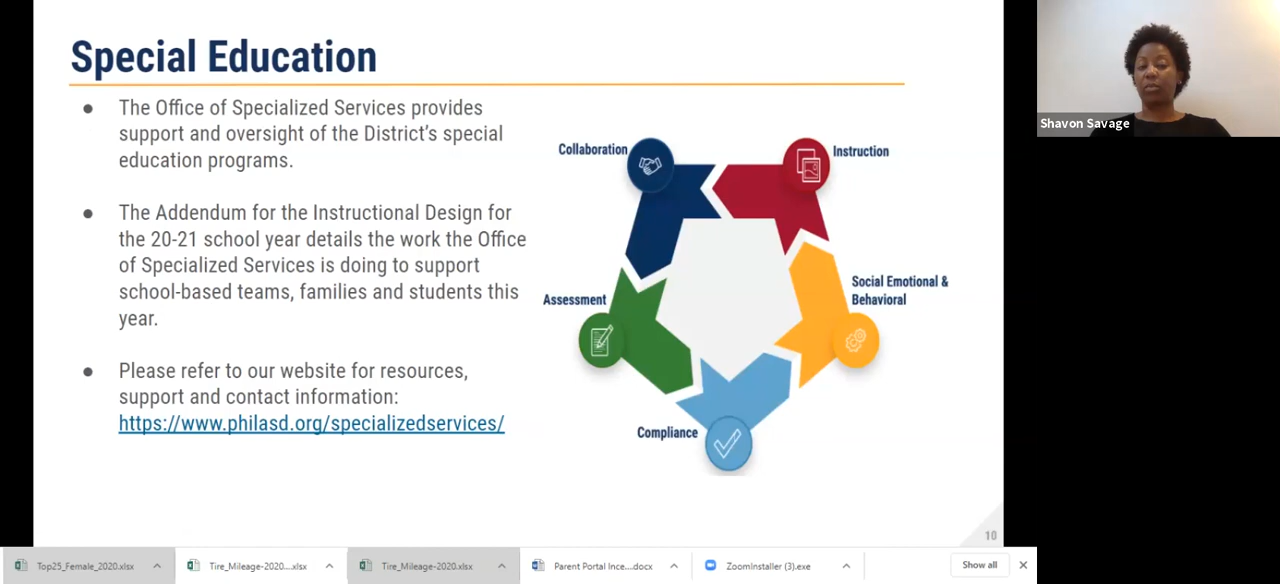 Special Education
● The Office of Specialized Services provides
support and oversight of the District's special
education programs.
● The Addendum for the Instructional Design for
the 20-21 school year details the work the Office
of Specialized Services is doing to support
school-based teams, families and students this
year.
● Please refer to our website for resources,
support and contact information:
https://www.philasd.org/specializedservices/
Collaboration
Instruction
Social Emotional &
Behavioral
Assessment
Compliance
10
Shavon Savage
Top25_Female_2020.xlsx
Tire_Mileage-2020....xlsx
Tire_Mileage-2020.xlsx
Parent Portal Ince....docx
ZoomInstaller (3).exe
Show all